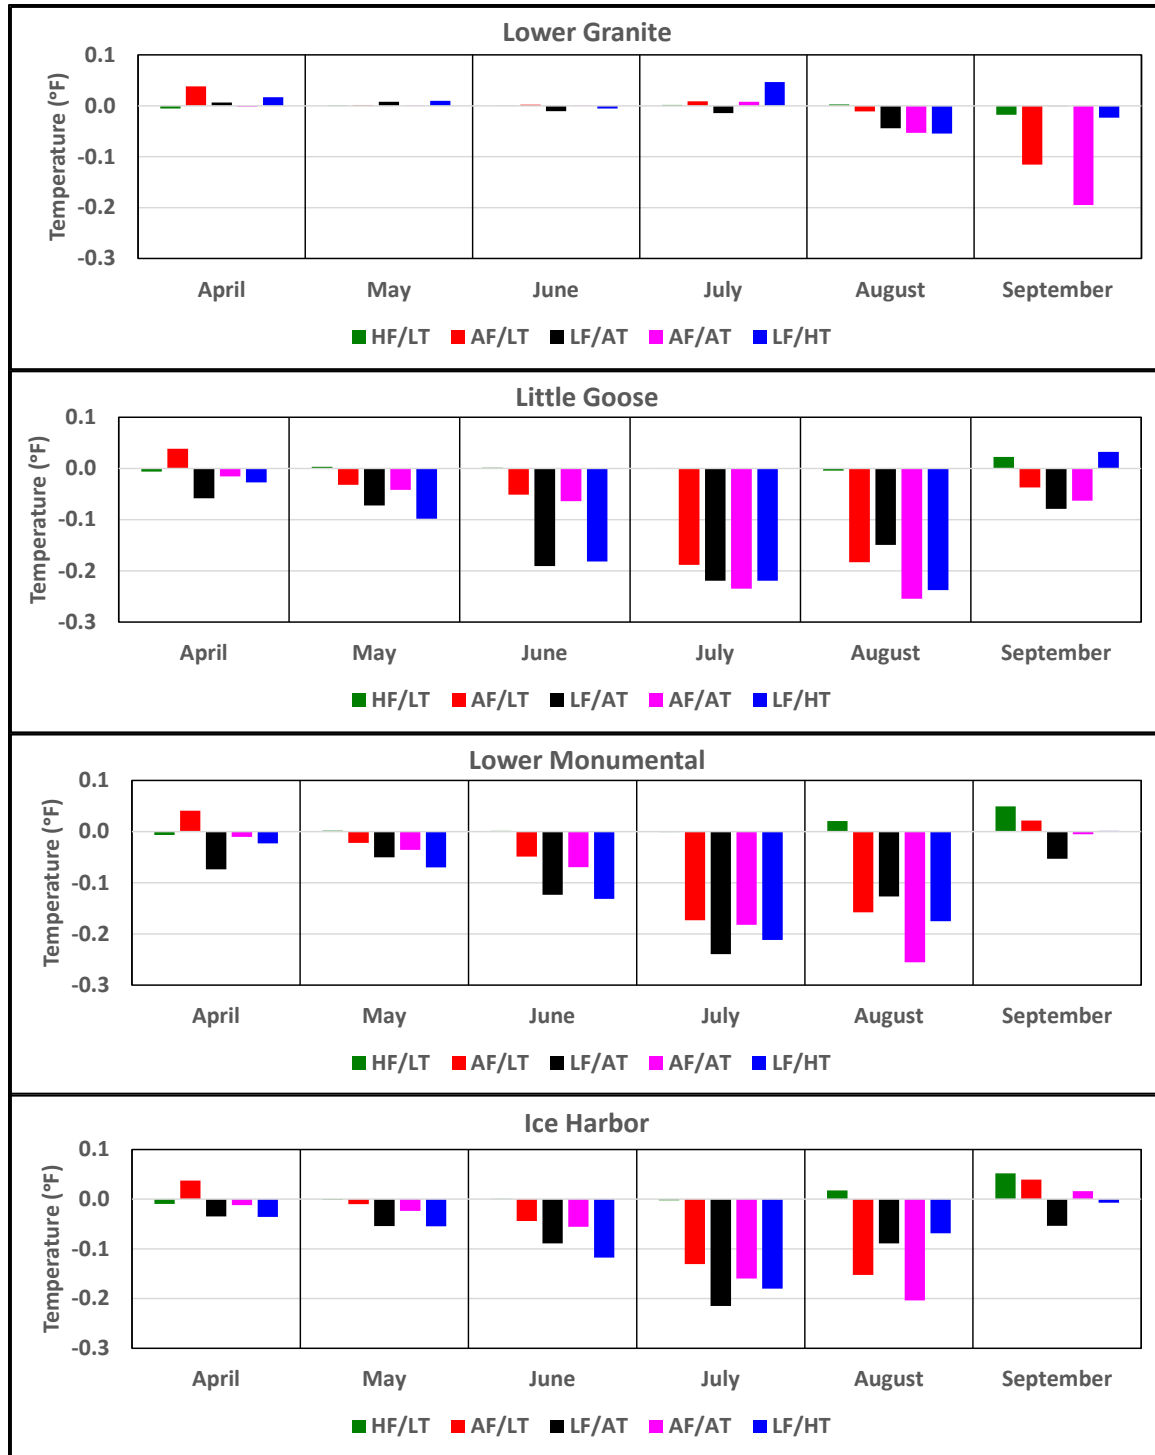 Lower Granite
Temperature (°F)
0.1
0.0
-0.1
-0.2
-0.3
April May June July August September
HF/LT AF/LT LF/AT AF/AT LF/HT
Little Goose
Temperature (°F)
0.1
0.0
-0.1
-0.2
-0.3
April May June July August September
HF/LT AF/LT LF/AT AF/AT LF/HT
Lower Monumental
Temperature (°F)
0.1
0.0
-0.1
-0.2
-0.3
April May June July August September
HF/LT AF/LT LF/AT AF/AT LF/HT
Ice Harbor
Temperature (°F)
0.1
0.0
-0.1
-0.2
-0.3
April May June July August September
HF/LT AF/LT LF/AT AF/AT LF/HT